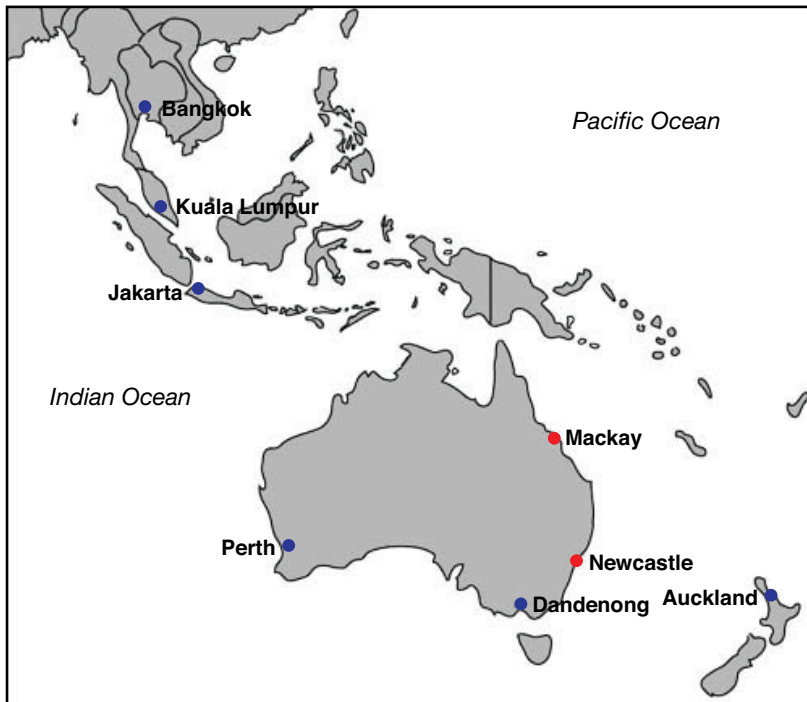 Bangkok
Pacific Ocean
Kuala Lumpur
Jakarta
Indian Ocean
Mackay
Perth
Newcastle
Dandenong
Auckland